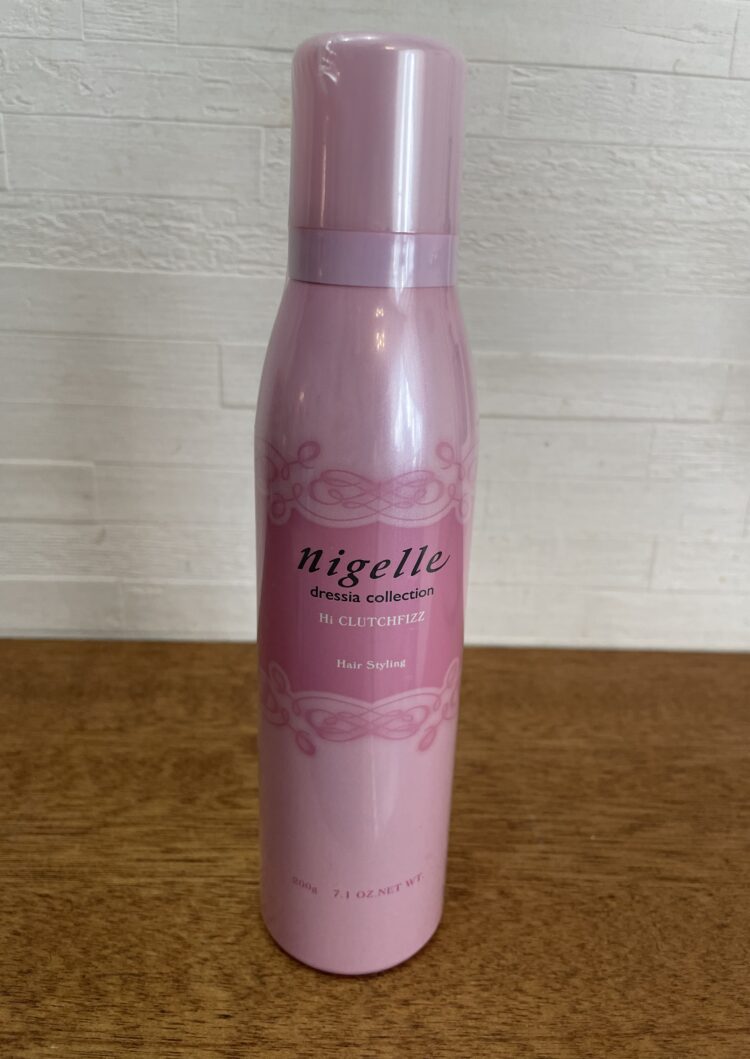 nigelle
dressia collection
Hi CLUTCHFIZZ
Hair Styling
200g 7.1 OZ.NET WT.